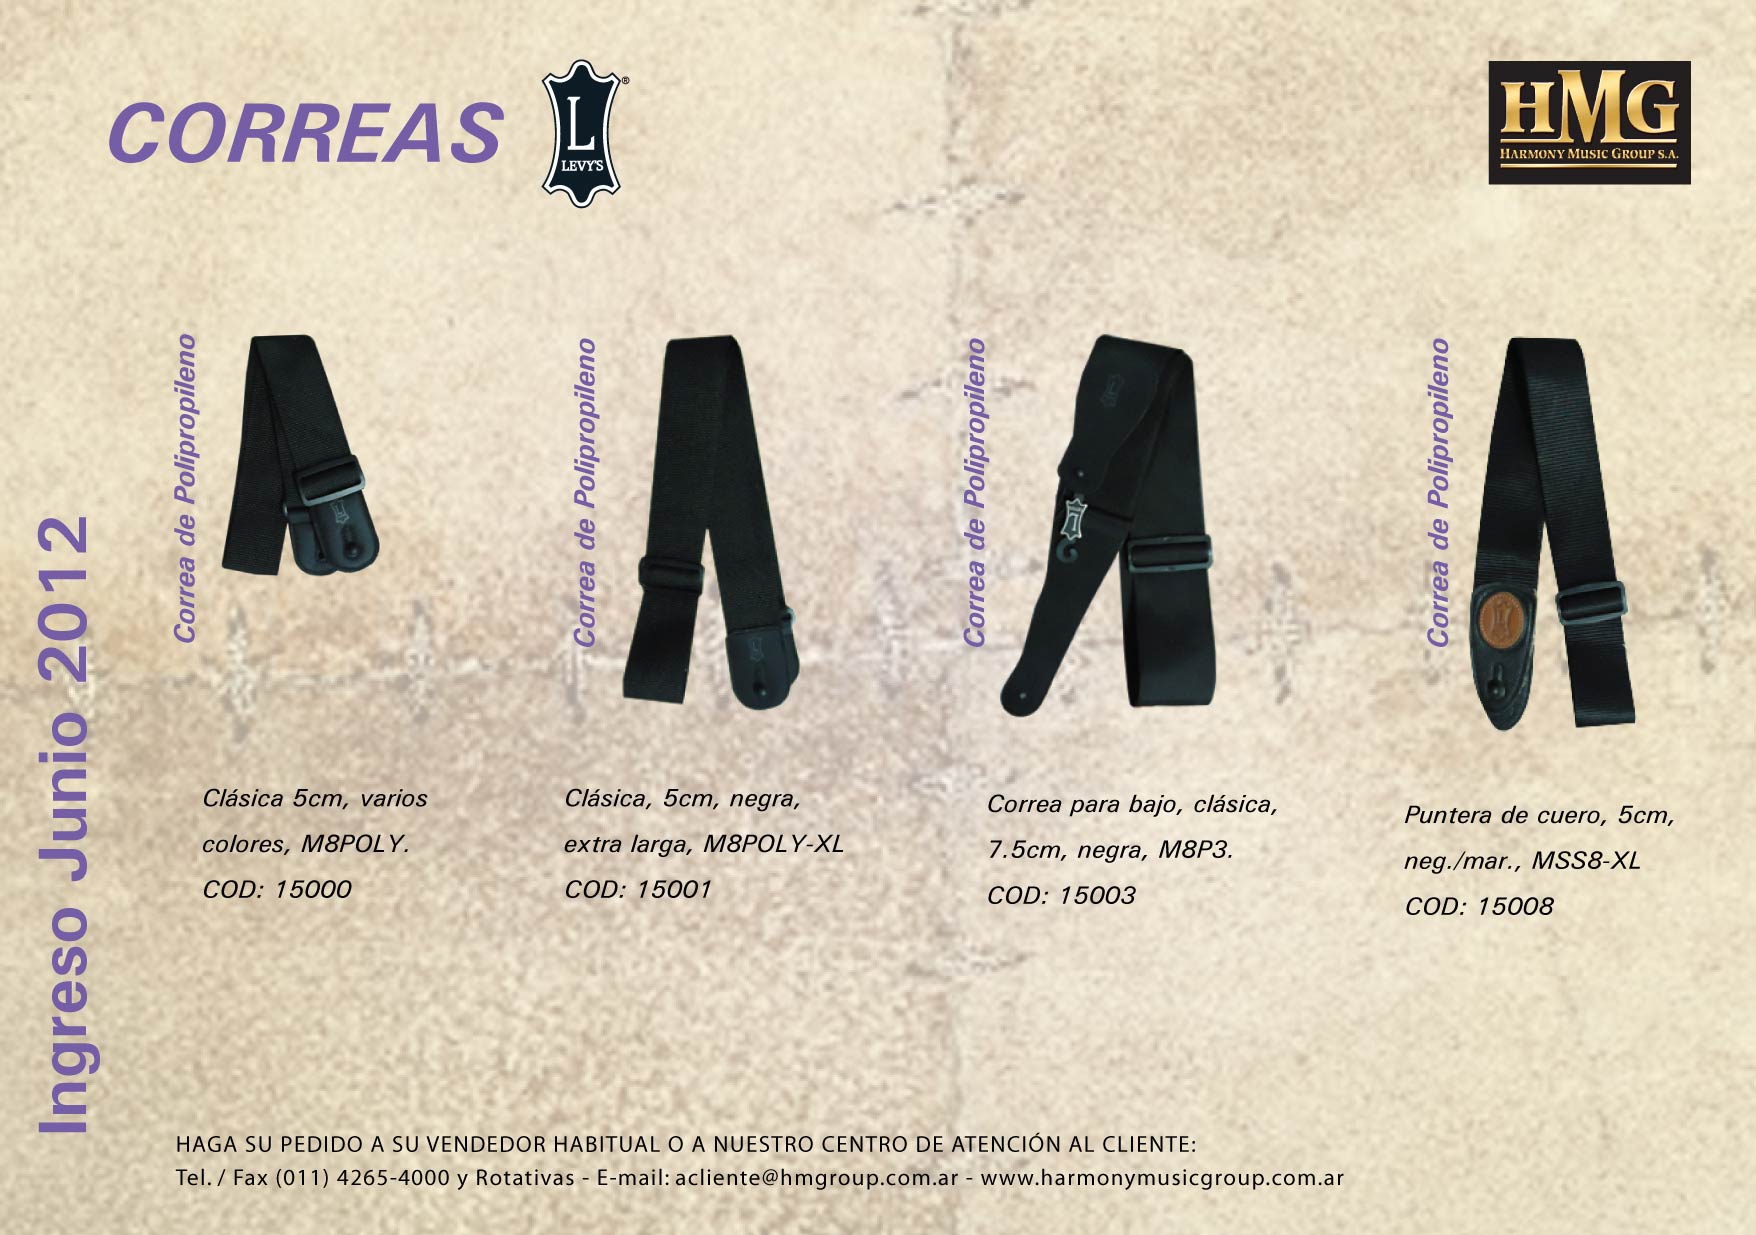 CORREAS
L
LEVY'S
®
HMG
HARMONY MUSIC GROUP S.A.
Ingreso Junio 2012
Correa de Polipropileno
Clásica 5cm, varios
colores, M8POLY.
COD: 15000
Correa de Polipropileno
Clásica, 5cm, negra,
extra larga, M8POLY-XL
COD: 15001
Correa de Polipropileno
Correa para bajo, clásica,
7.5cm, negra, M8P3.
COD: 15003
Correa de Polipropileno
Puntera de cuero, 5cm,
neg./mar., MSS8-XL
COD: 15008
HAGA SU PEDIDO A SU VENDEDOR HABITUAL O A NUESTRO CENTRO DE ATENCIÓN AL CLIENTE:
Tel. / Fax (011) 4265-4000 y Rotativas - E-mail: acliente@hmgroup.com.ar - www.harmonymusicgroup.com.ar